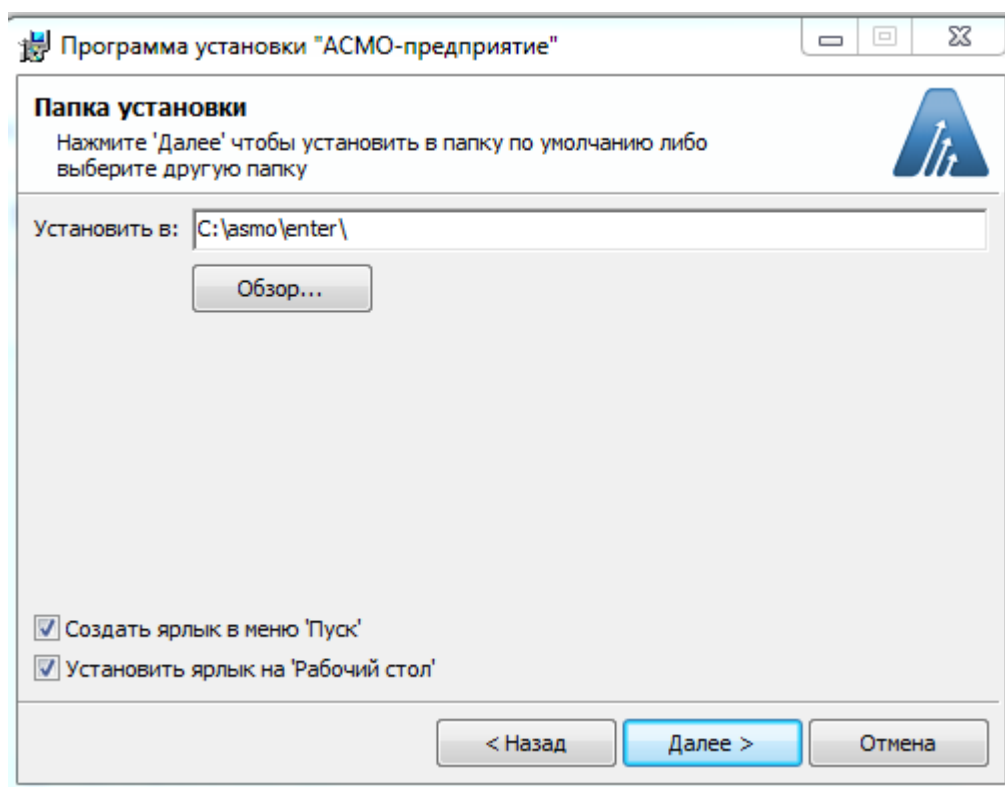 Программа установки "АСМО-предприятие"
Папка установки
Нажмите 'Далее' чтобы установить в папку по умолчанию либо
выберите другую папку
Установить в: C:\asmo\enter\
Обзор...
Создать ярлык в меню 'Пуск'
Установить ярлык на 'Рабочий стол'
< Назад Далее > Отмена